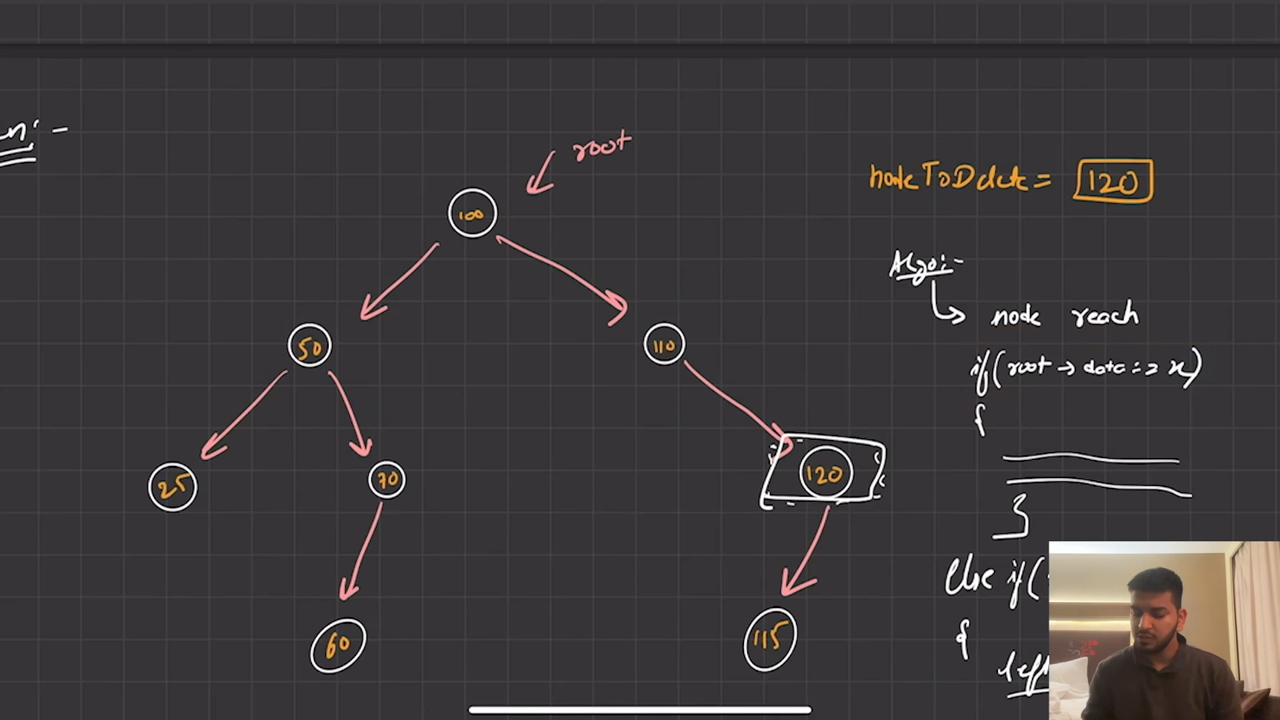 root
nodeToDelete = 120
100
Algo:-
node reach
50
110
if(root → data == x)
{
25
70
120
}
else if(
{
60
115